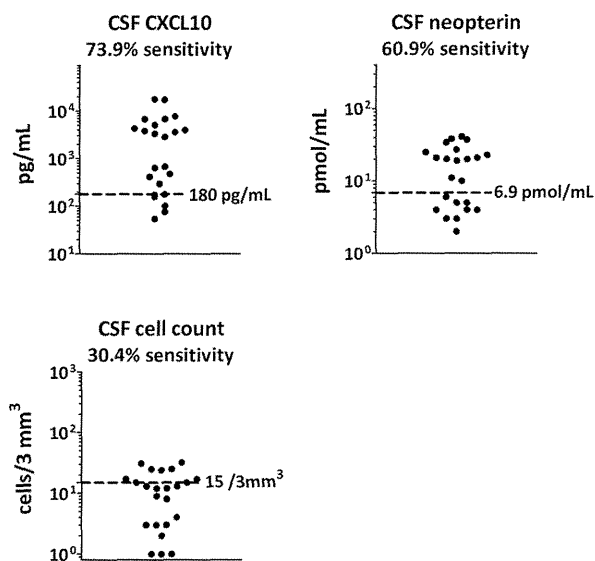 CSF CXCL10
73.9% sensitivity
10⁴
10³
10²
10¹
pg/mL
180 pg/mL
CSF neopterin
60.9% sensitivity
10²
10¹
10⁰
pmol/mL
6.9 pmol/mL
CSF cell count
30.4% sensitivity
10³
10²
10¹
10⁰
cells/3 mm³
15 /3mm³